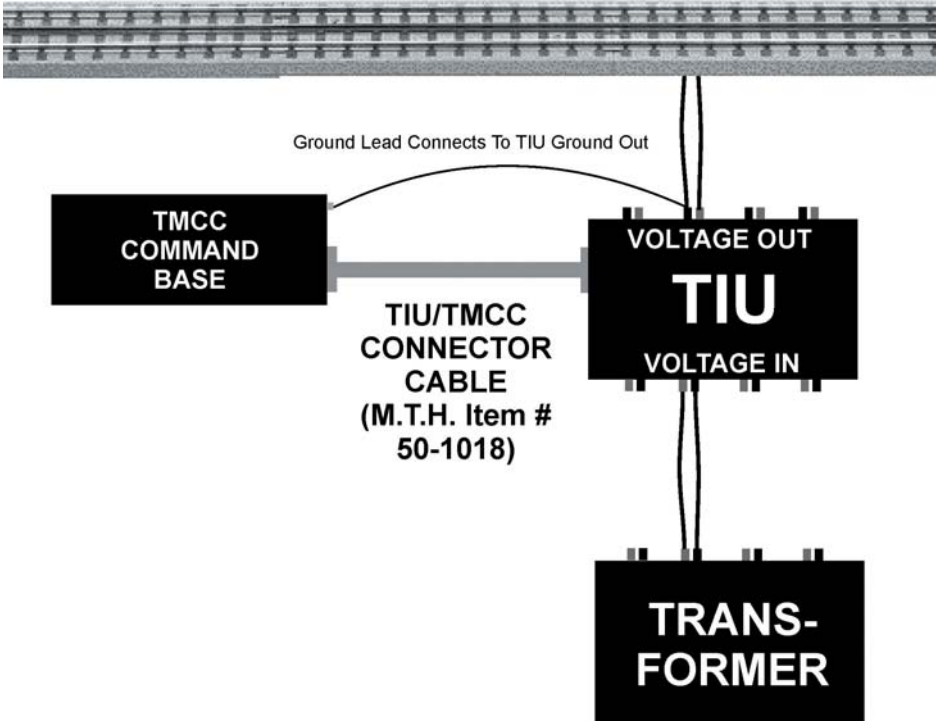 Ground Lead Connects To TIU Ground Out
TMCC
COMMAND
BASE
VOLTAGE OUT
TIU
VOLTAGE IN
TIU/TMCC
CONNECTOR
CABLE
(M.T.H. Item #
50-1018)
TRANS-
FORMER